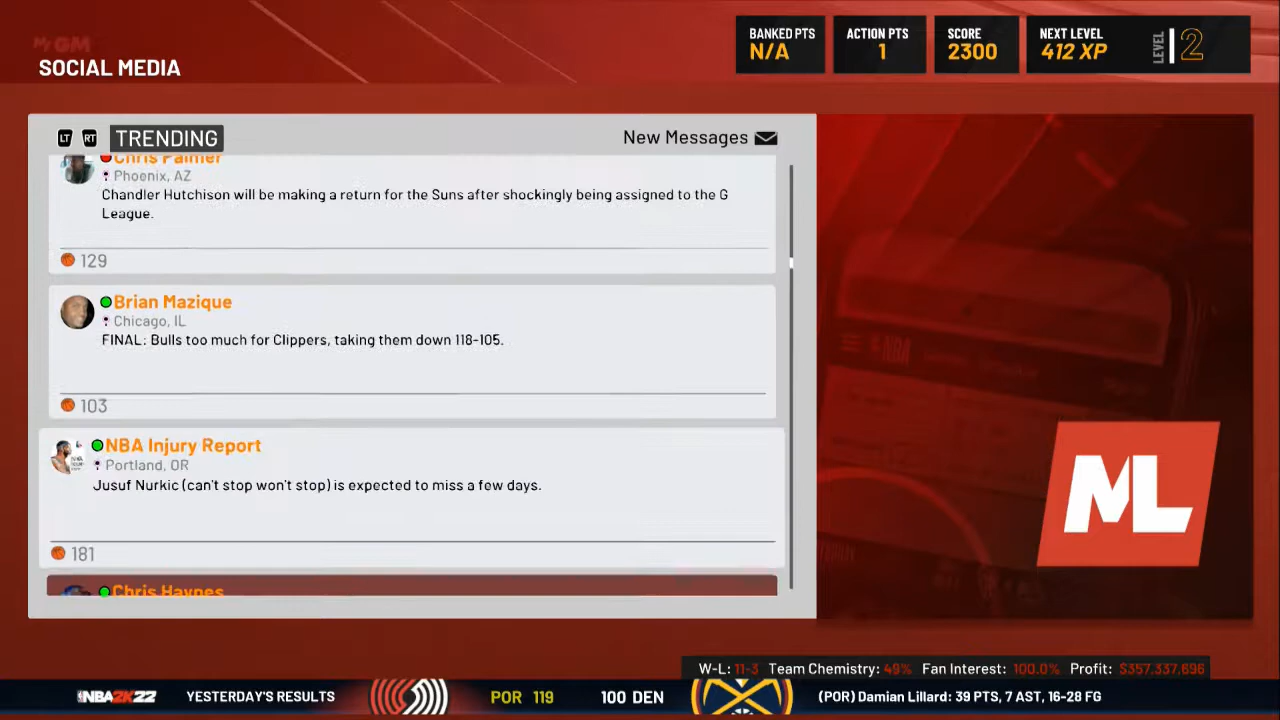 MyGM
SOCIAL MEDIA
BANKED PTS
N/A
ACTION PTS
1
SCORE
2300
NEXT LEVEL
412 XP
LEVEL
2
LT RT TRENDING
New Messages
Chris Palmer
Phoenix, AZ
Chandler Hutchison will be making a return for the Suns after shockingly being assigned to the G
League.
129
Brian Mazique
Chicago, IL
FINAL: Bulls too much for Clippers, taking them down 118-105.
103
NBA Injury Report
Portland, OR
Jusuf Nurkic (can't stop won't stop) is expected to miss a few days.
181
Chris Haynes
NBA
ML
W-L: 11-3 Team Chemistry: 49% Fan Interest: 100.0% Profit: $357,337,696
NBA2K22 YESTERDAY'S RESULTS POR 119 100 DEN (POR) Damian Lillard: 39 PTS, 7 AST, 16-28 FG